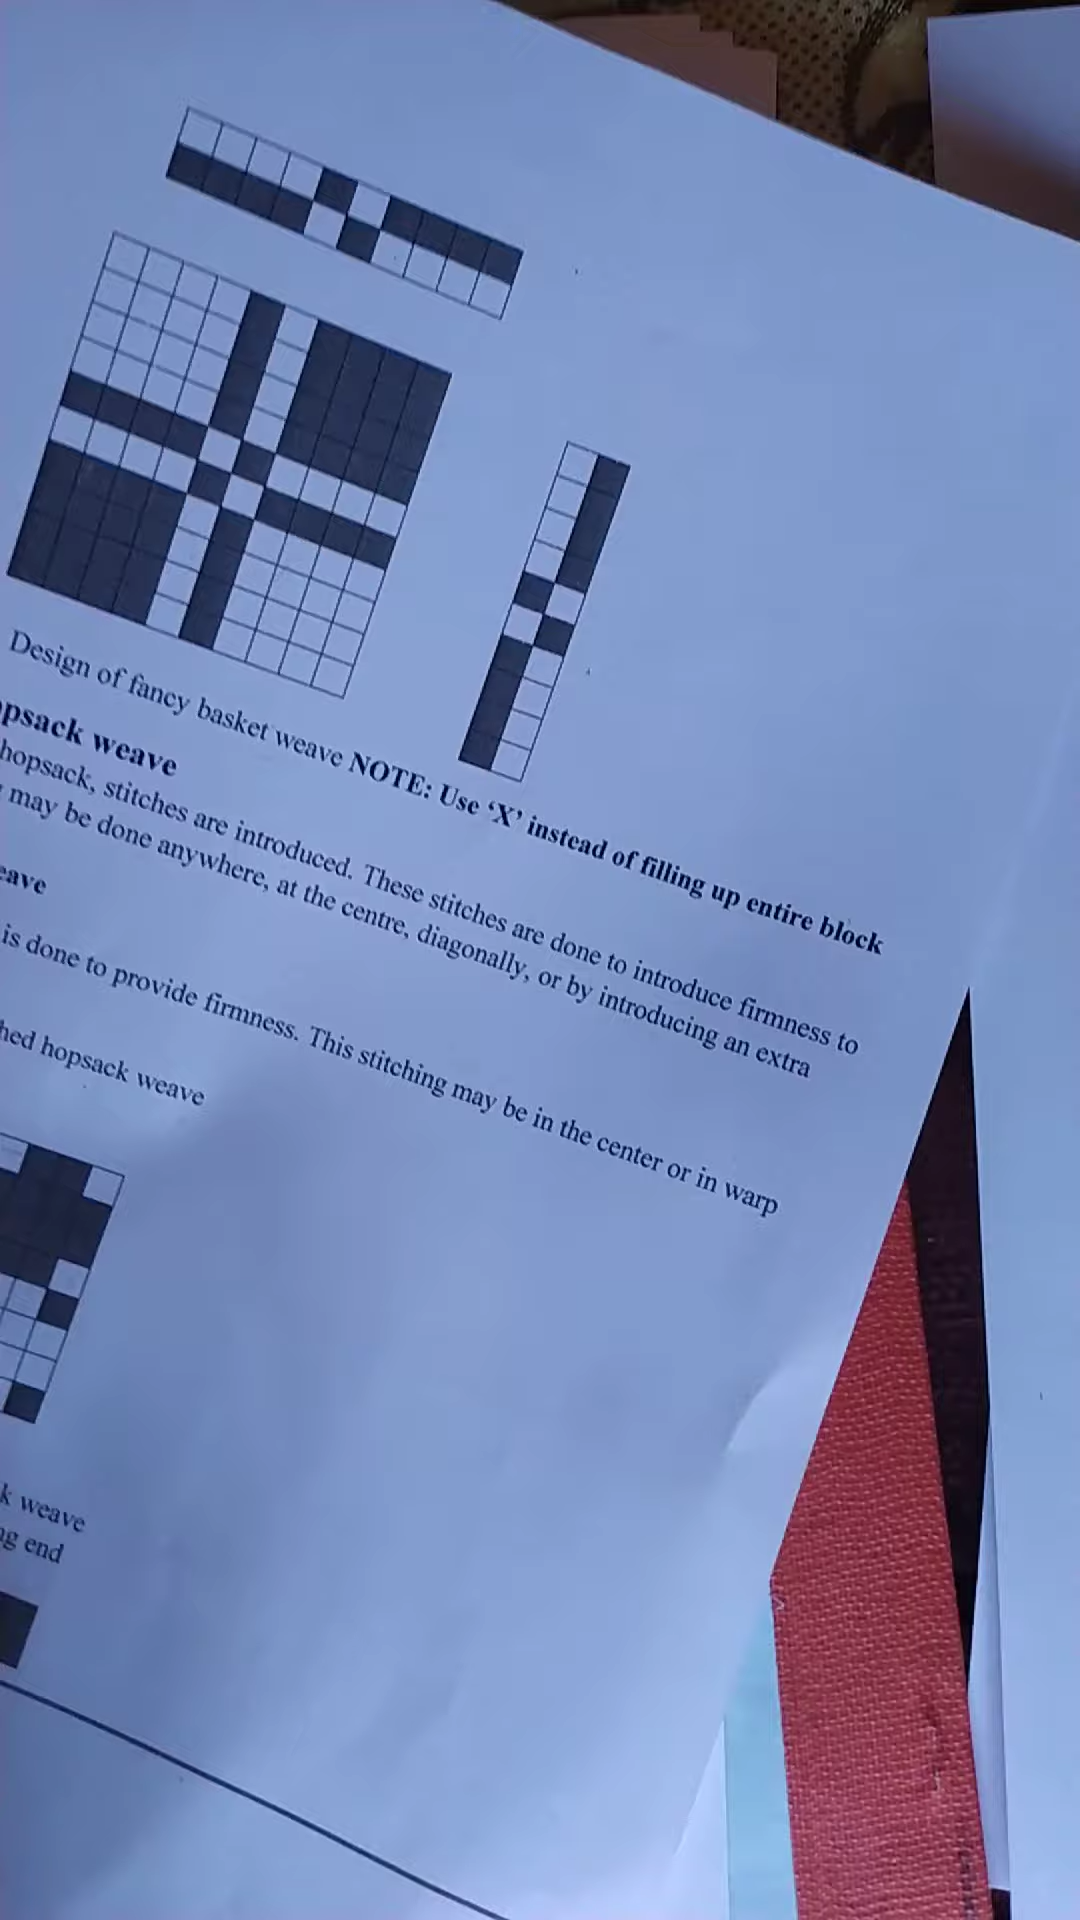 Design of fancy basket weave NOTE: Use ‘X’ instead of filling up entire block
weave
hopsack, stitches are introduced. These stitches are done to introduce firmness to
may be done anywhere, at the centre, diagonally, or by introducing an extra
is done to provide firmness. This stitching may be in the center or in warp
hopsack weave
weave
end